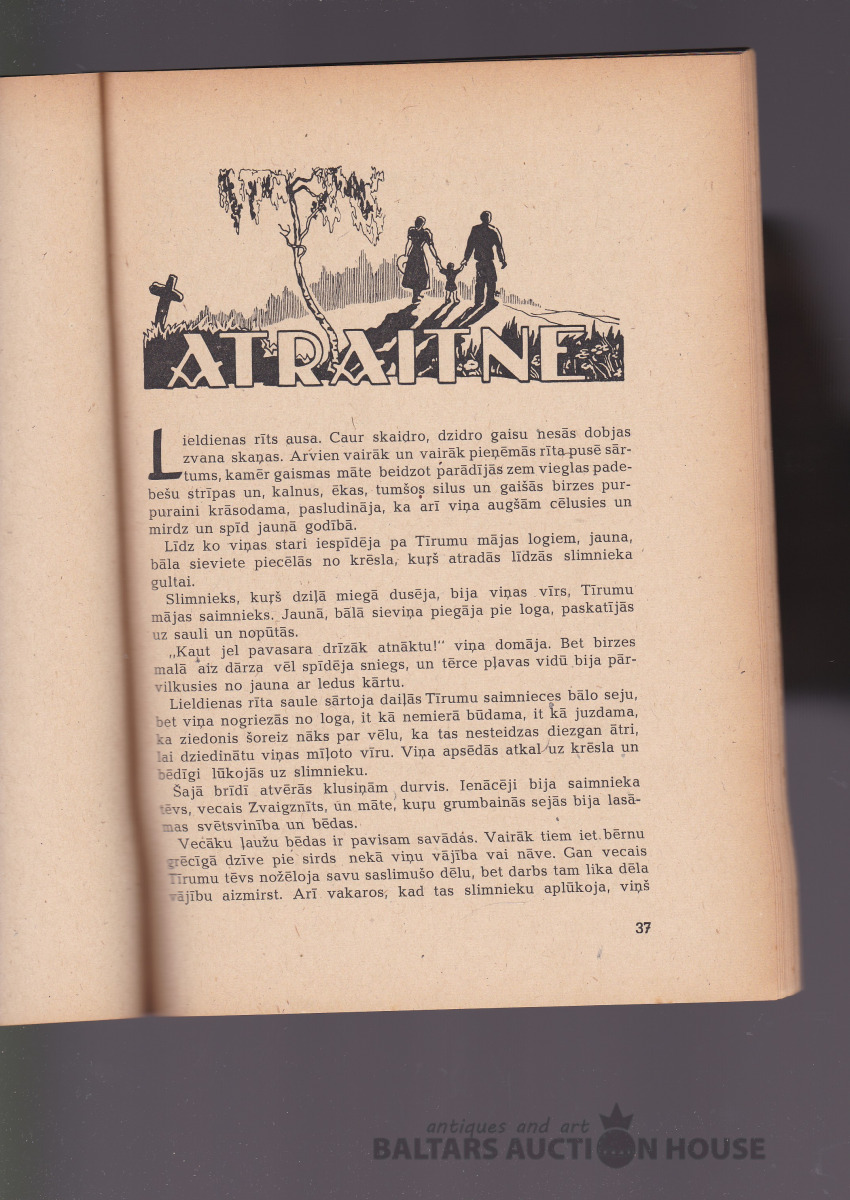 ATRAITNE
Lieldienas rīts ausa. Caur skaidro, dzidro gaisu nesās dobjas
zvana skaņas. Arvien vairāk un vairāk pieņēmās rīta pusē sār-
tums, kamēr gaismas māte beidzot parādījās zem vieglas pade-
bešu strīpas un, kalnus, ēkas, tumšos silus un gaišās birzes pur-
puraini krāsodama, pasludināja, ka arī viņa augšām cēlusies un
mirdz un spīd jaunā godībā.
Līdz ko viņas stari iespīdēja pa Tīrumu mājas logiem, jauna,
bāla sieviete piecēlās no krēsla, kuŗš atradās līdzās slimnieka
gultai.
Slimnieks, kuŗš dziļā miegā dusēja, bija viņas vīrs, Tīrumu
mājas saimnieks. Jaunā, bālā sieviņa piegāja pie loga, paskatījās
uz sauli un nopūtās.
„Kaut jel pavasara drīzāk atnāktu!" viņa domāja. Bet birzes
malā aiz dārza vēl spīdēja sniegs, un tērce pļavas vidū bija pār-
vilkusies no jauna ar ledus kārtu.
Lieldienas rīta saule sārtoja daiļās Tīrumu saimnieces bālo seju,
bet viņa nogriezās no loga, it kā nemierā būdama, it kā juzdama,
ka ziedonis šoreiz nāks par vēlu, ka tas nesteidzas diezgan ātri,
lai dziedinātu viņas mīļoto vīru. Viņa apsēdās atkal uz krēsla un
bēdīgi lūkojās uz slimnieku.
Šajā brīdī atvērās klusiņām durvis. Ienācēji bija saimnieka
tēvs, vecais Zvaigznīts, un māte, kuŗu grumbainās sejās bija lasā-
mas svētsvinība un bēdas.
Vecāku ļaužu bēdas ir pavisam savādas. Vairāk tiem iet bērnu
grēcīgā dzīve pie sirds nekā viņu vājība vai nāve. Gan vecais
Tīrumu tēvs nožēloja savu saslimušo dēlu, bet darbs tam lika dēla
vājību aizmirst. Arī vakaros, kad tas slimnieku aplūkoja, viņš
37
antiques and art
BALTARS AUCTION HOUSE